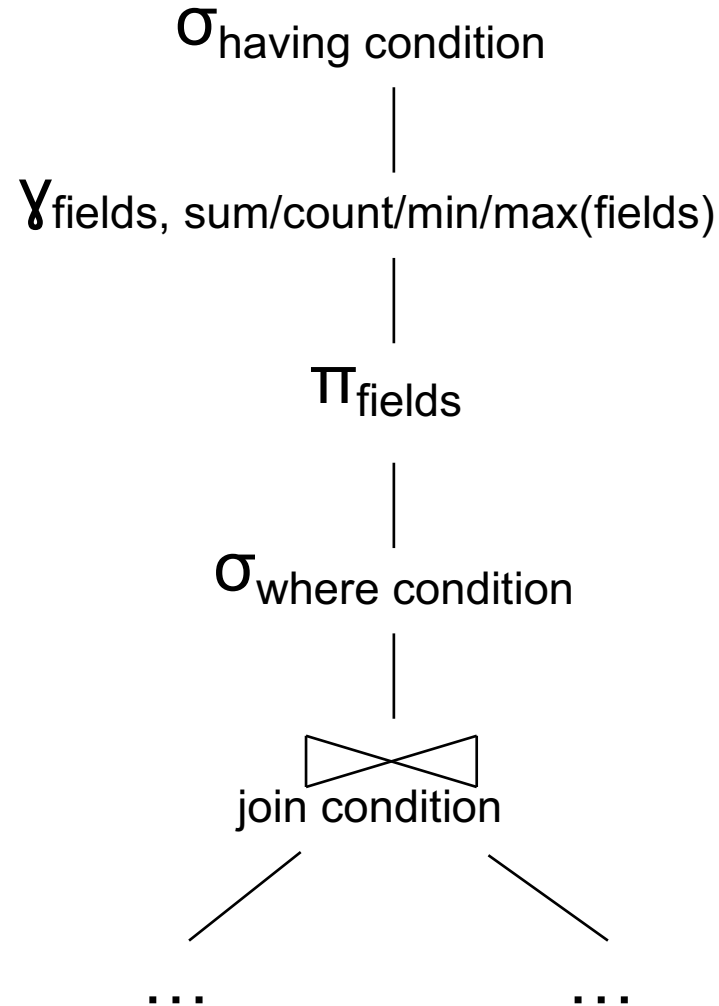 σhaving condition
γfields, sum/count/min/max(fields)
πfields
σwhere condition
join condition
... ...